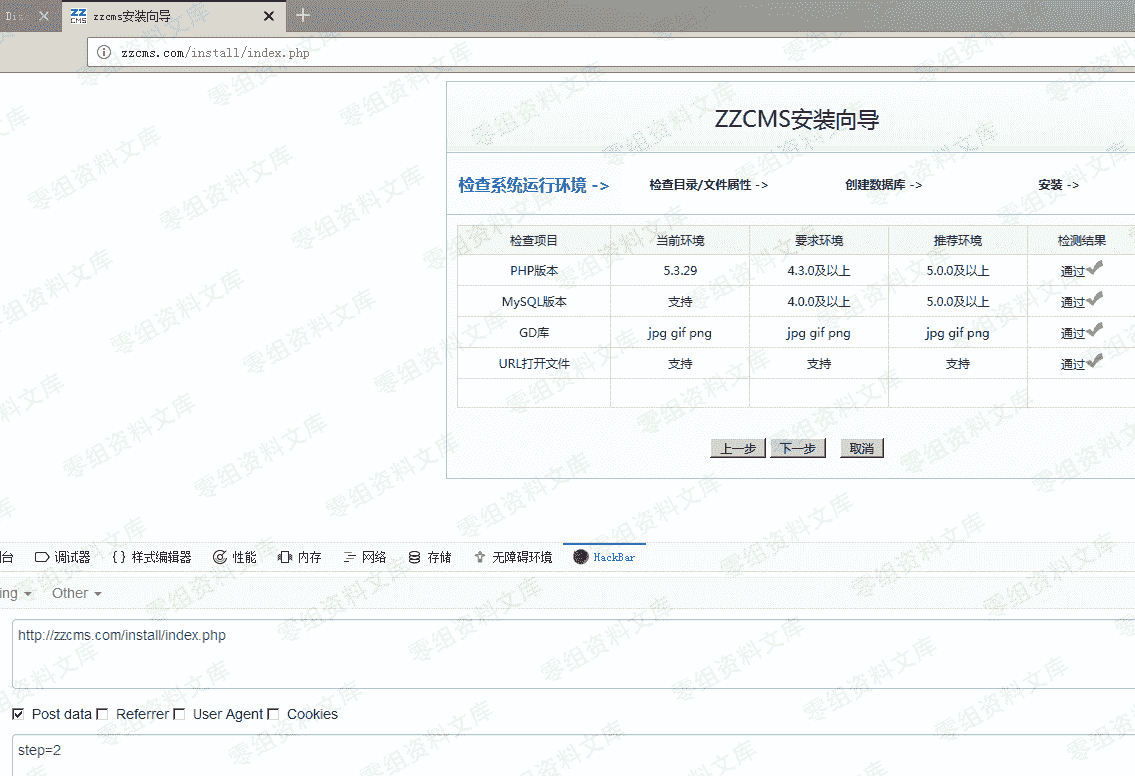 Dis
ZZ CMS zzcms安装向导
zzcms.com/install/index.php
ZZCMS安装向导
检查系统运行环境 -> 检查目录/文件属性 -> 创建数据库 -> 安装 ->
检查项目 当前环境 要求环境 推荐环境 检测结果
PHP版本 5.3.29 4.3.0及以上 5.0.0及以上 通过
MySQL版本 支持 4.0.0及以上 5.0.0及以上 通过
GD库 jpg gif png jpg gif png jpg gif png 通过
URL打开文件 支持 支持 支持 通过
上一步 下一步 取消
台 调试器 {} 样式编辑器 性能 内存 网络 存储 无障碍环境 HackBar
ing Other
http://zzcms.com/install/index.php
Post data Referrer User Agent Cookies
step=2
零组资料文库